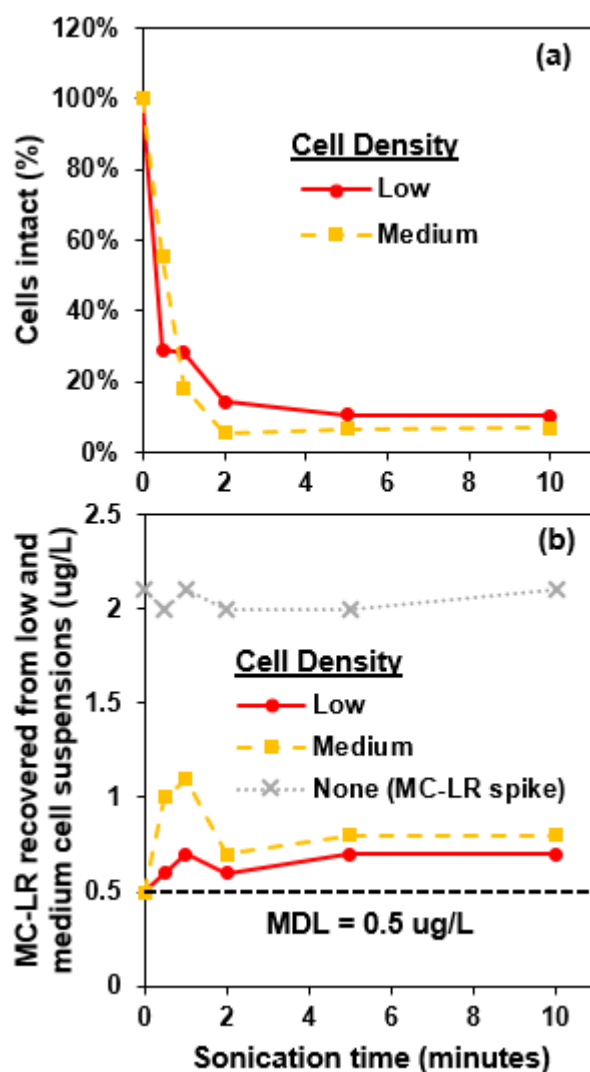 120%
(a)
100%
80%
60%
40%
20%
0%
Cells intact (%)
Cell Density
Low
Medium
0
2
4
6
8
10
2.5
(b)
2
1.5
1
0.5
0
MC-LR recovered from low and
medium cell suspensions (ug/L)
Cell Density
Low
Medium
None (MC-LR spike)
MDL = 0.5 ug/L
0
2
4
6
8
10
Sonication time (minutes)